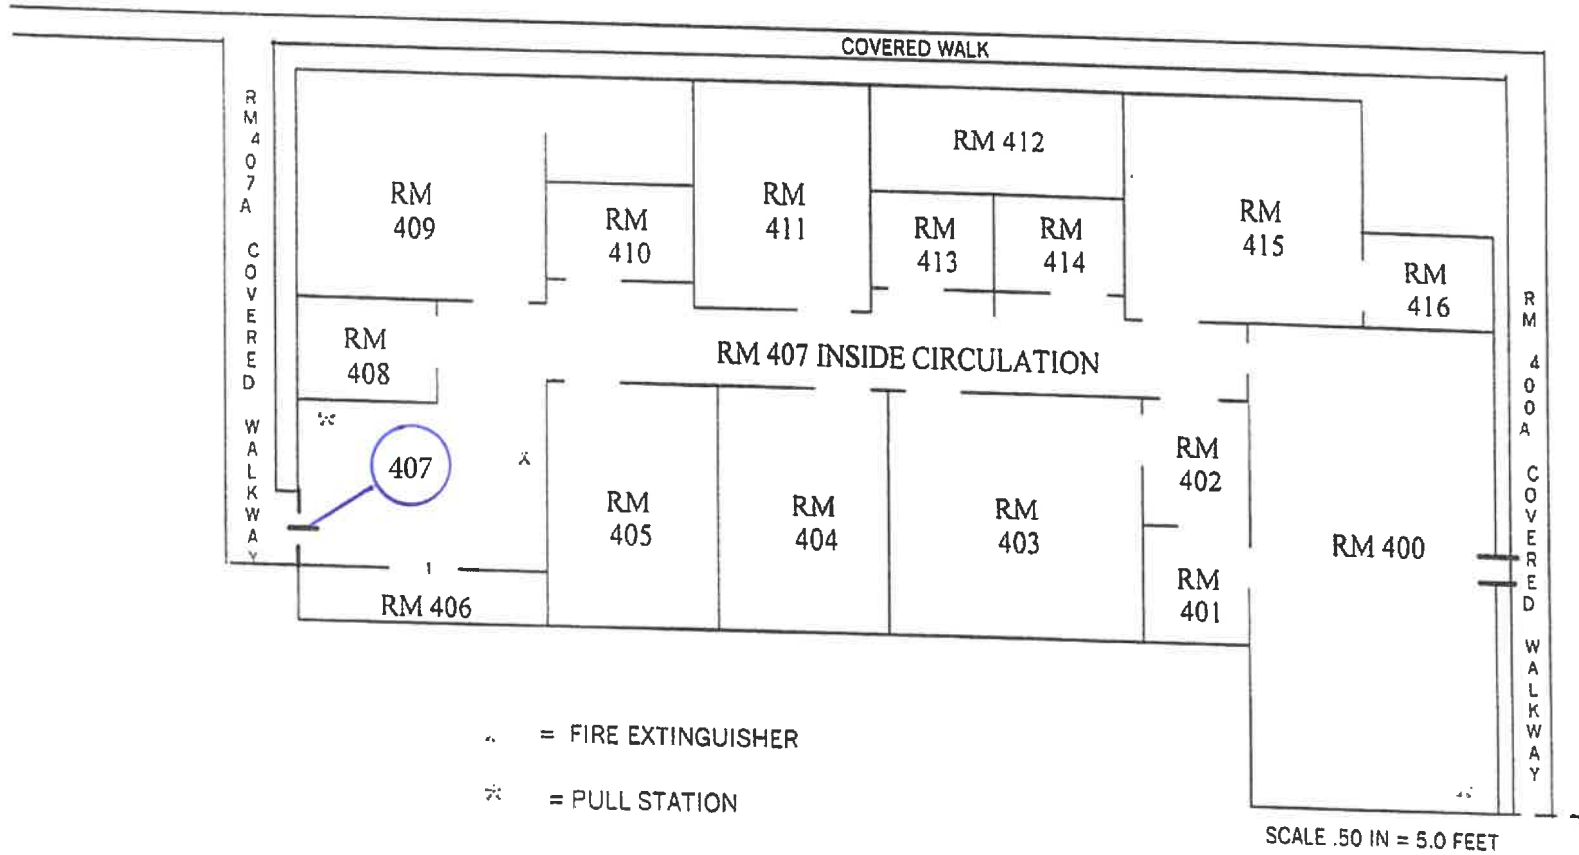 COVERED WALK
RM 407A COVERED WALKWAY
RM
409
RM
410
RM
411
RM 412
RM
413
RM
414
RM
415
RM
416
RM 400A COVERED WALKWAY
RM
408
RM 407 INSIDE CIRCULATION
407
RM
405
RM
404
RM
403
RM
402
RM
401
RM 400
RM 406
= FIRE EXTINGUISHER
= PULL STATION
SCALE .50 IN = 5.0 FEET